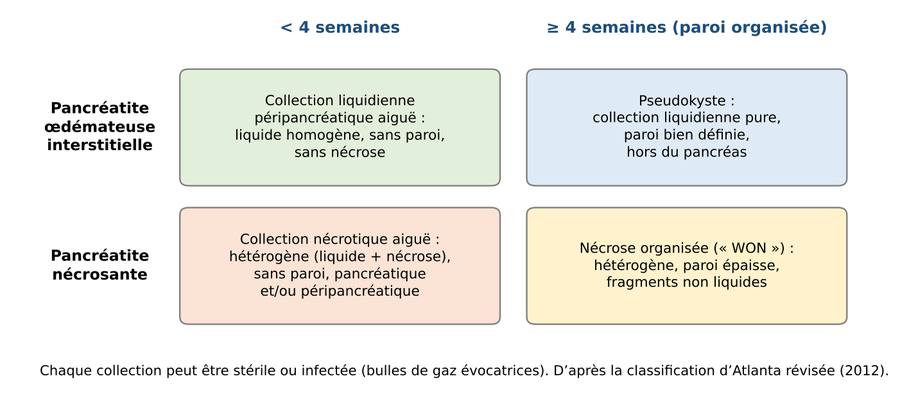 < 4 semaines
≥ 4 semaines (paroi organisée)
Pancréatite
œdémateuse
interstitielle
Collection liquidienne
péripancréatique aiguë :
liquide homogène, sans paroi,
sans nécrose
Pseudokyste :
collection liquidienne pure,
paroi bien définie,
hors du pancréas
Pancréatite
nécrosante
Collection nécrotique aiguë :
hétérogène (liquide + nécrose),
sans paroi, pancréatique
et/ou péripancréatique
Nécrose organisée (« WON ») :
hétérogène, paroi épaisse,
fragments non liquides
Chaque collection peut être stérile ou infectée (bulles de gaz évocatrices). D’après la classification d’Atlanta révisée (2012).